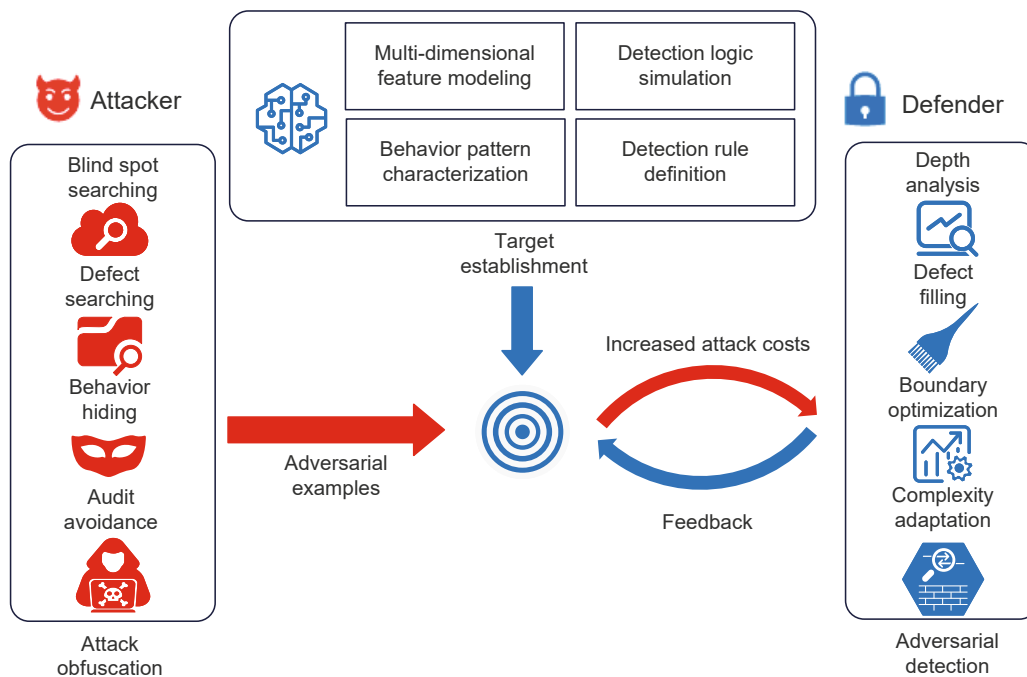 Attacker
Blind spot
searching
Defect
searching
Behavior
hiding
Audit
avoidance
Attack
obfuscation
Multi-dimensional
feature modeling
Detection logic
simulation
Behavior pattern
characterization
Detection rule
definition
Target
establishment
Adversarial
examples
Increased attack costs
Feedback
Defender
Depth
analysis
Defect
filling
Boundary
optimization
Complexity
adaptation
Adversarial
detection